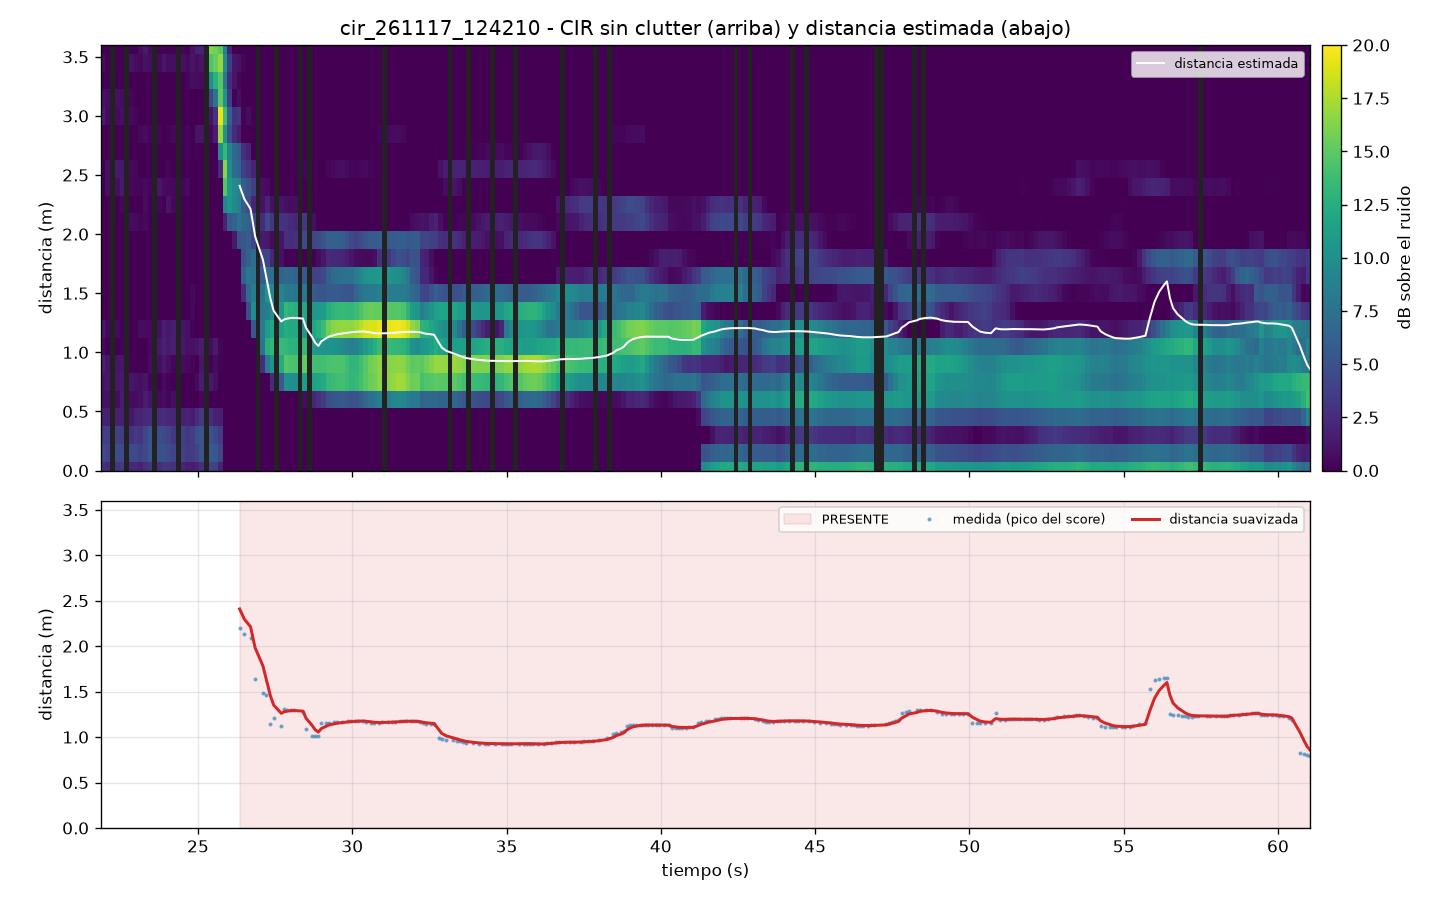 cir_261117_124210 - CIR sin clutter (arriba) y distancia estimada (abajo)
distancia estimada
distancia (m)
3.5
3.0
2.5
2.0
1.5
1.0
0.5
0.0
20.0
17.5
15.0
12.5
10.0
7.5
5.0
2.5
0.0
dB sobre el ruido
PRESENTE
medida (pico del score)
distancia suavizada
distancia (m)
3.5
3.0
2.5
2.0
1.5
1.0
0.5
0.0
25 30 35 40 45 50 55 60
tiempo (s)